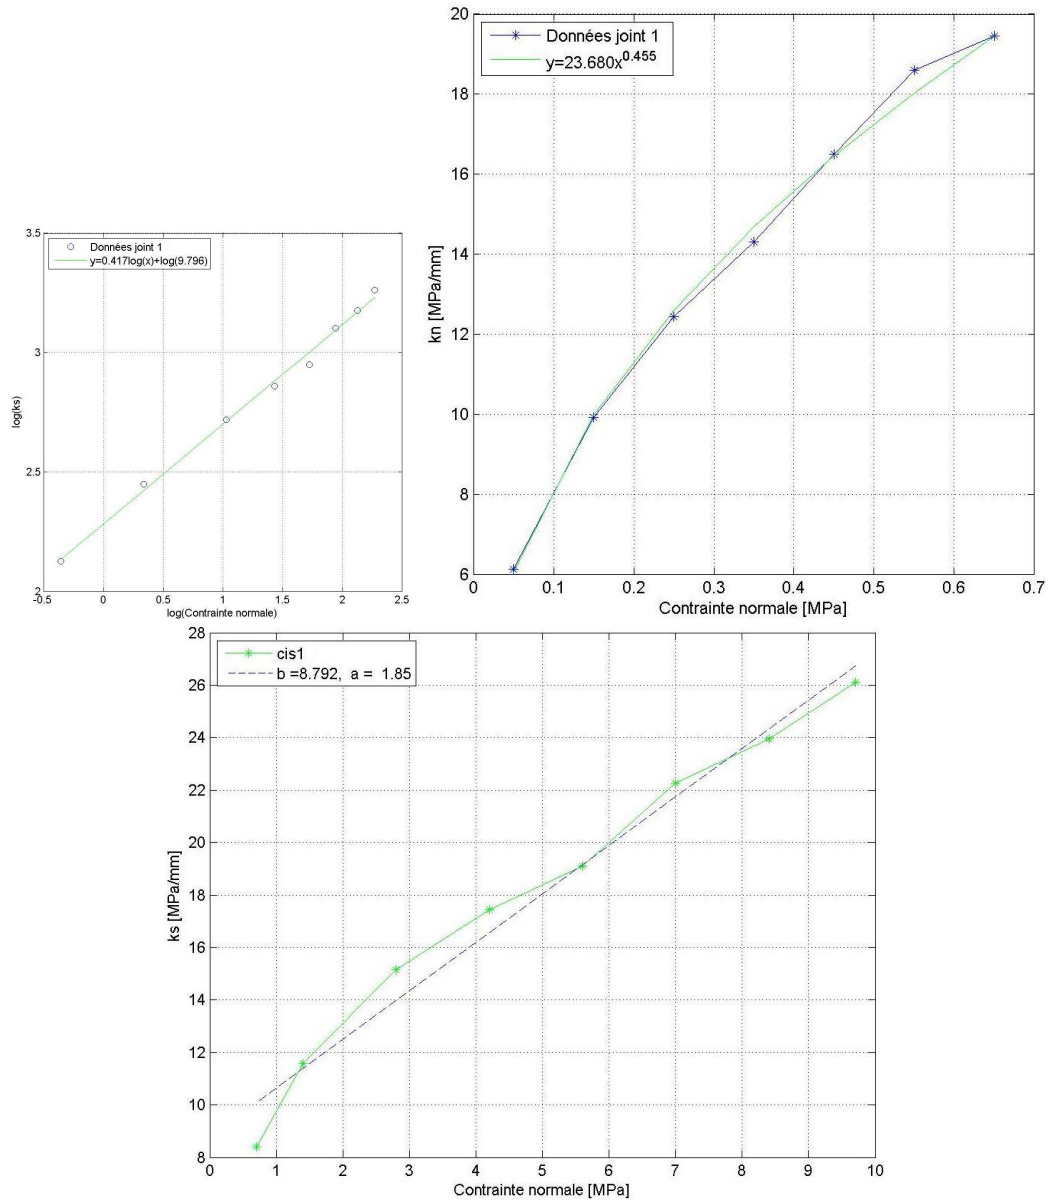 20
Données joint 1
y=23.680x^0.455
18
16
14
12
10
8
6
kn [MPa/mm]
0 0.1 0.2 0.3 0.4 0.5 0.6 0.7
Contrainte normale [MPa]
3.5
Données joint 1
y=0.417log(x)+log(9.796)
3
2.5
2
log(ks)
-0.5 0 0.5 1 1.5 2 2.5
log(Contrainte normale)
28
cis1
b =8.792, a = 1.85
26
24
22
20
18
16
14
12
10
8
ks [MPa/mm]
0 1 2 3 4 5 6 7 8 9 10
Contrainte normale [MPa]